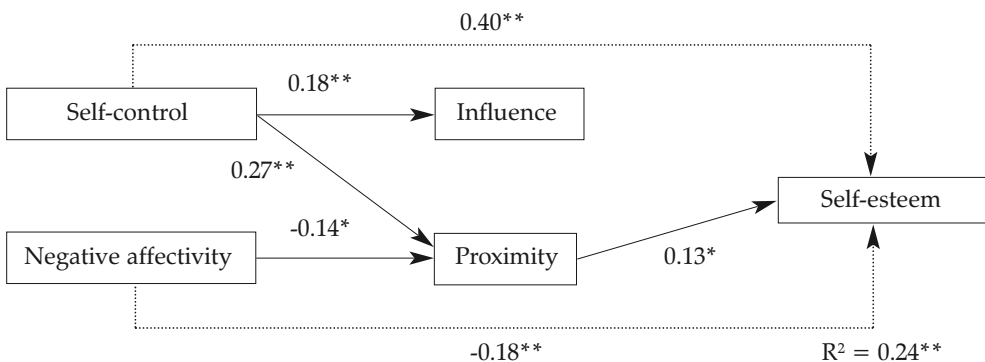 0.40**
0.18**
Self-control
Influence
0.27**
Self-esteem
-0.14*
Negative affectivity
Proximity
0.13*
-0.18**
R² = 0.24**